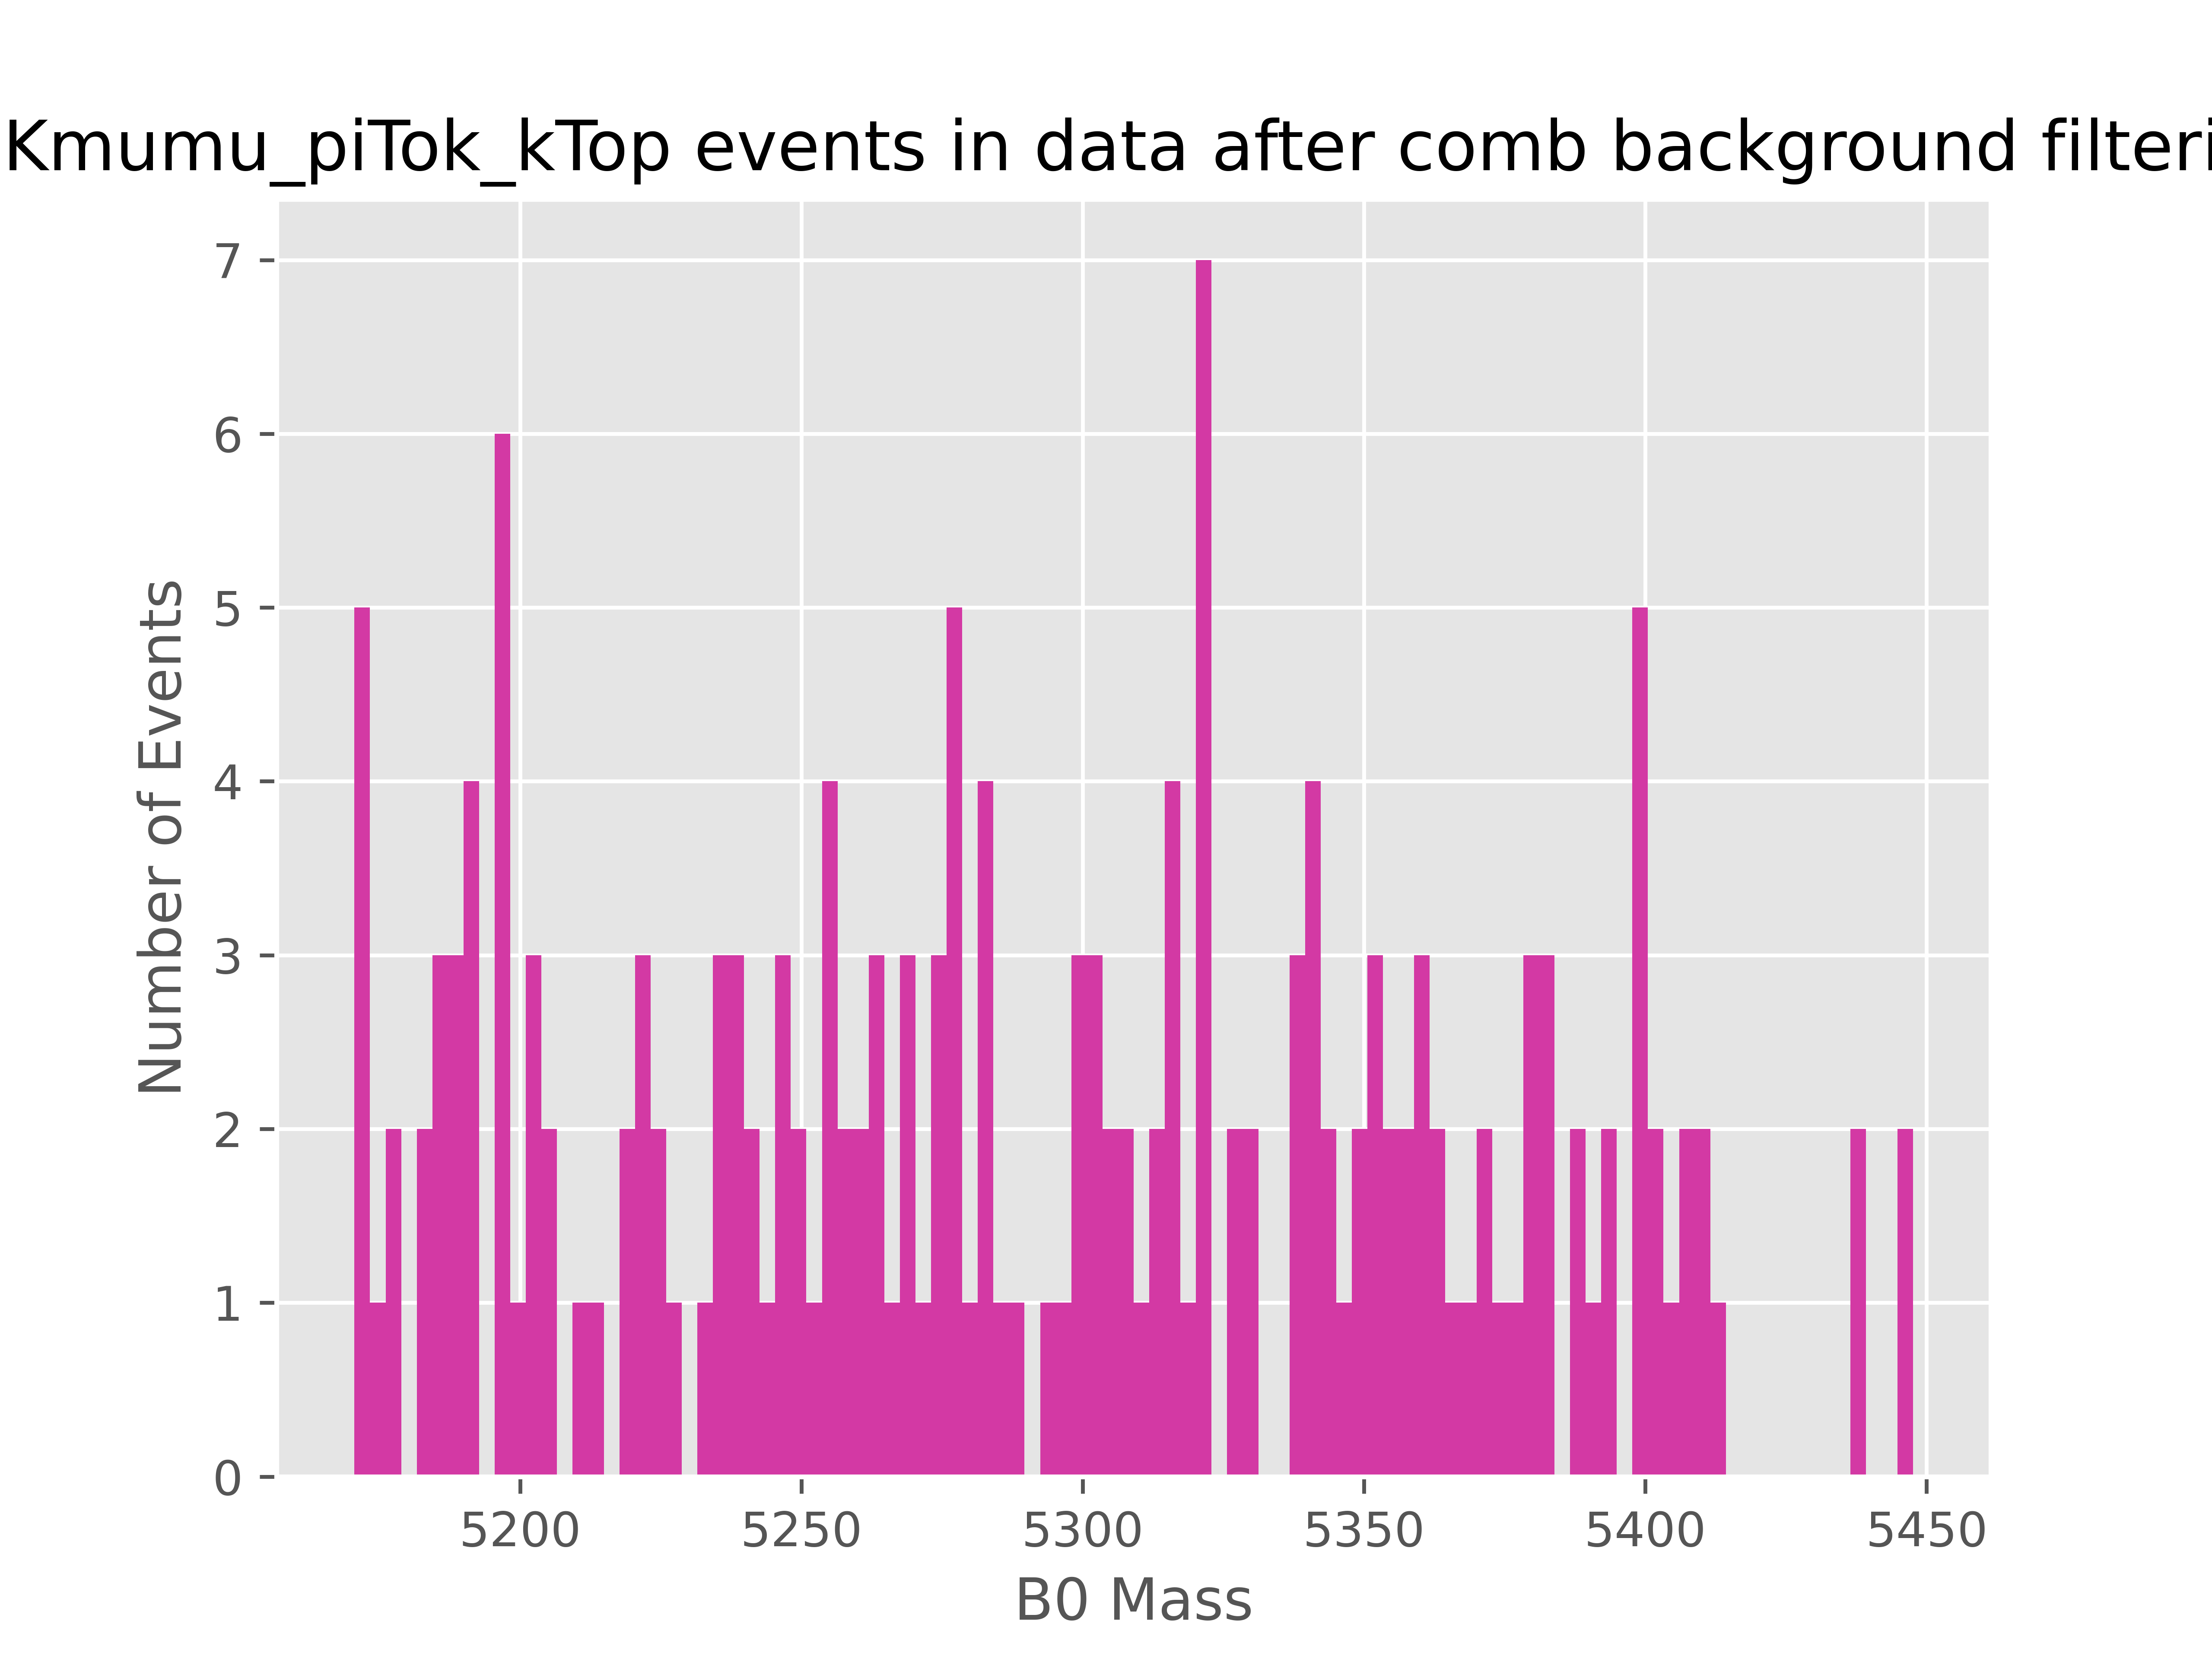 Kmumu_piTok_kTop events in data after comb background filteri
7
6
5
4
3
2
1
0
Number of Events
5200 5250 5300 5350 5400 5450
B0 Mass